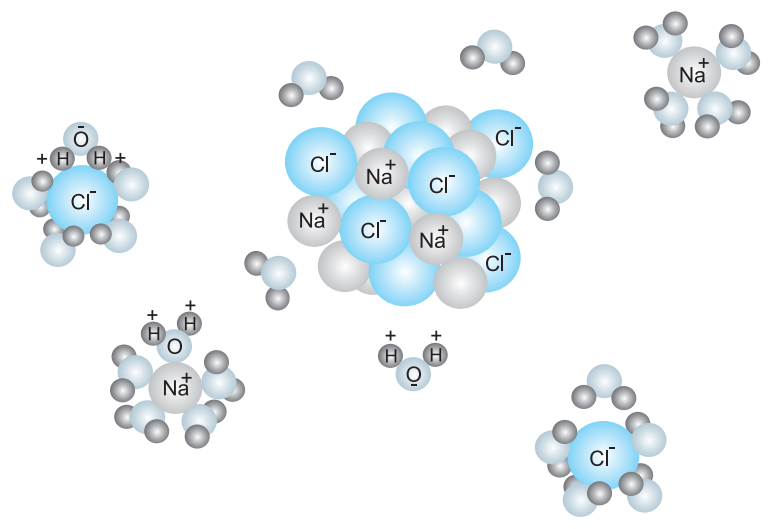 Na+
Cl-
-
O
+ H H +
Cl-
Cl-
Na+
Cl-
Na+
Cl-
Na+
Cl-
+ +
H H
O
-
+
+
H
H
O
Na+
Cl-